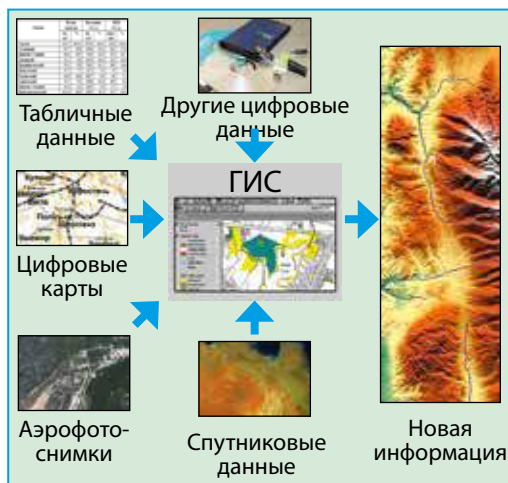 Табличные
данные
Другие цифровые
данные
ГИС
Цифровые
карты
Аэрофото-
снимки
Спутниковые
данные
Новая
информация